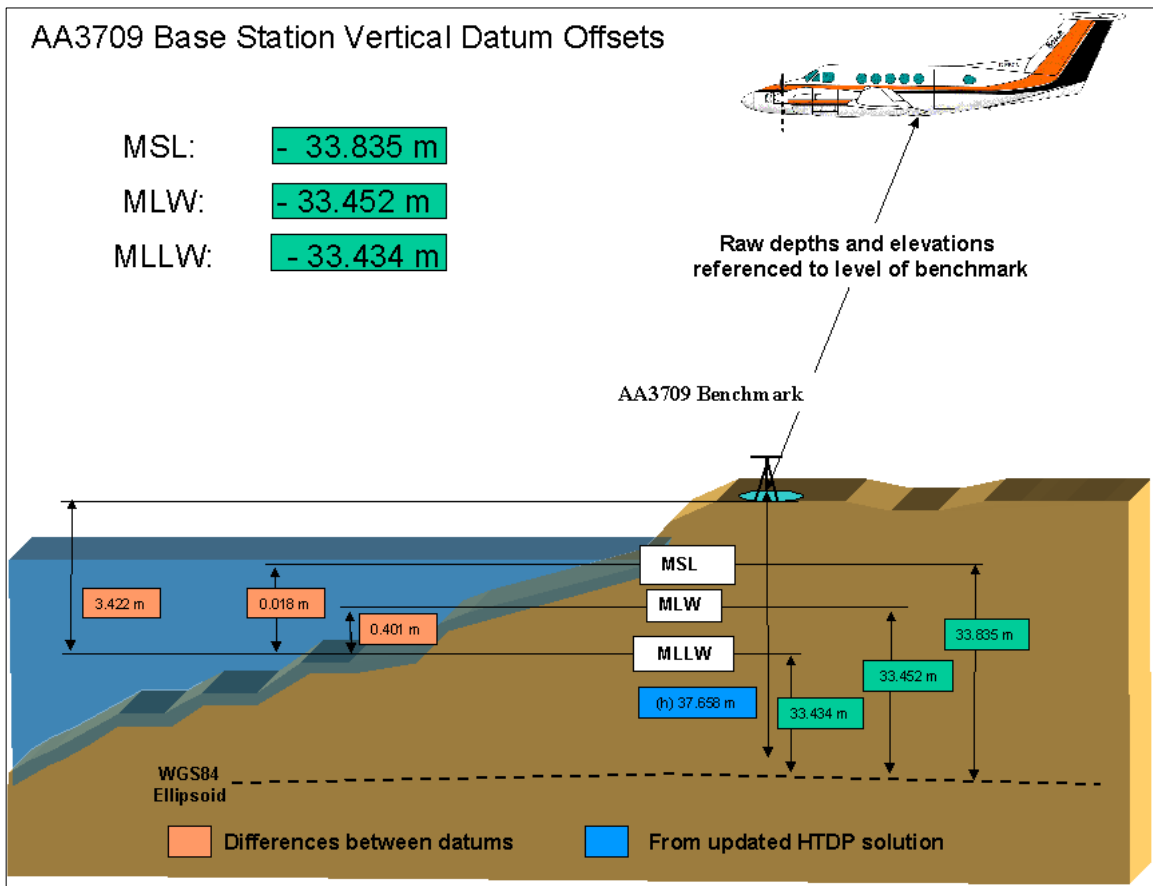 AA3709 Base Station Vertical Datum Offsets
MSL: - 33.835 m
MLW: - 33.452 m
MLLW: - 33.434 m
Raw depths and elevations
referenced to level of benchmark
AA3709 Benchmark
MSL
3.422 m
0.018 m
MLW
0.401 m
33.835 m
MLLW
33.452 m
(h) 37.658 m
33.434 m
WGS84
Ellipsoid
Differences between datums
From updated HTDP solution